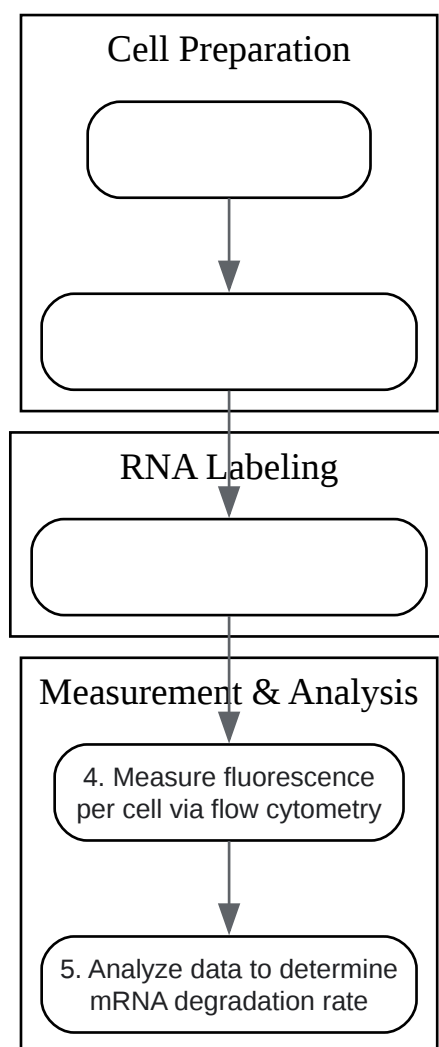 Cell Preparation
RNA Labeling
Measurement & Analysis
4. Measure fluorescence
per cell via flow cytometry
5. Analyze data to determine
mRNA degradation rate